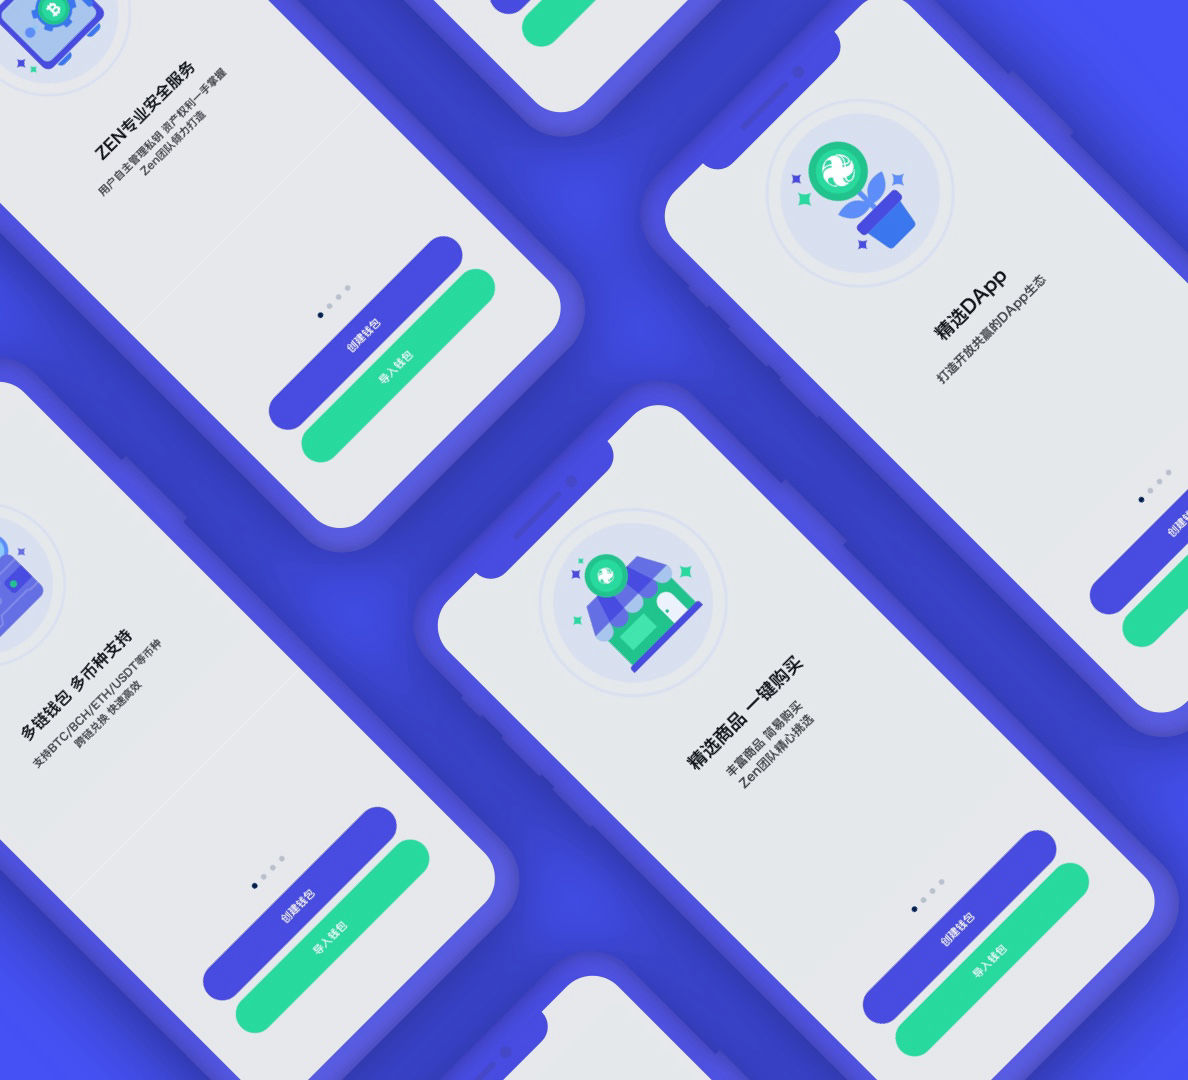 ZEN专业安全服务
用户自主管理私钥 资产权利一手掌握
Zen团队倾力打造
创建钱包
导入钱包
精选DApp
打造开放共赢的DApp生态
创建钱
多链钱包 多币种支持
支持BTC/BCH/ETH/USDT等币种
跨链兑换 快速高效
创建钱包
导入钱包
精选商品 一键购买
丰富商品 简易购买
Zen团队精心挑选
创建钱包
导入钱包